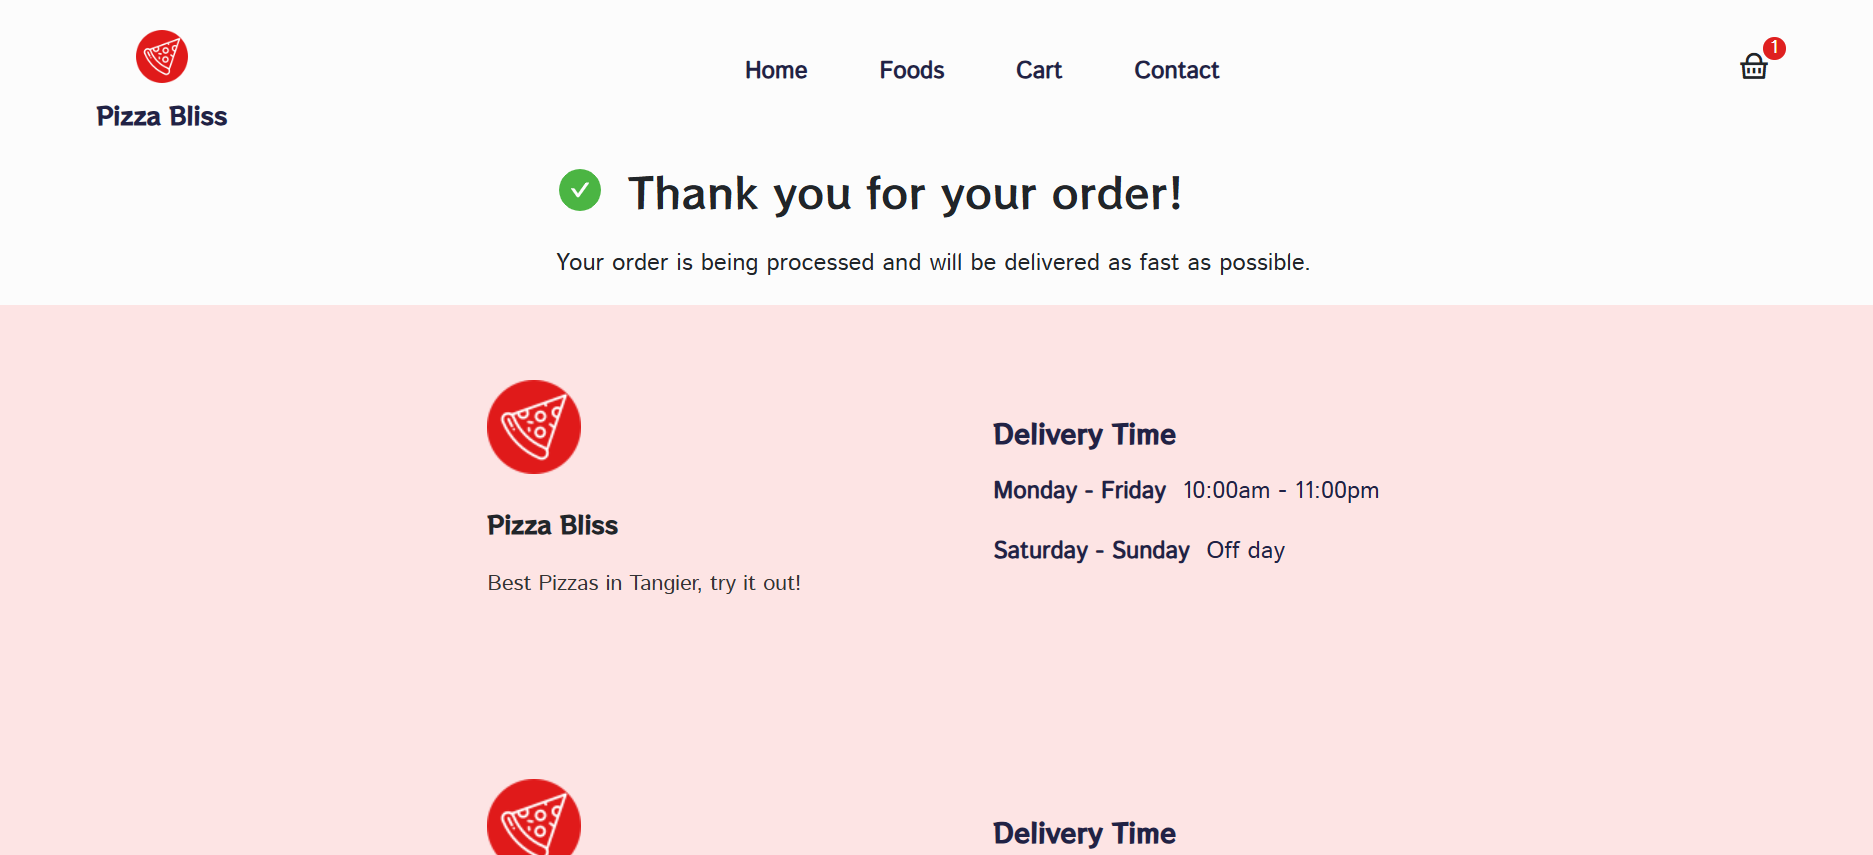 Pizza Bliss
Home
Foods
Cart
Contact
1
Thank you for your order!
Your order is being processed and will be delivered as fast as possible.
Pizza Bliss
Best Pizzas in Tangier, try it out!
Delivery Time
Monday - Friday 10:00am - 11:00pm
Saturday - Sunday Off day
Delivery Time